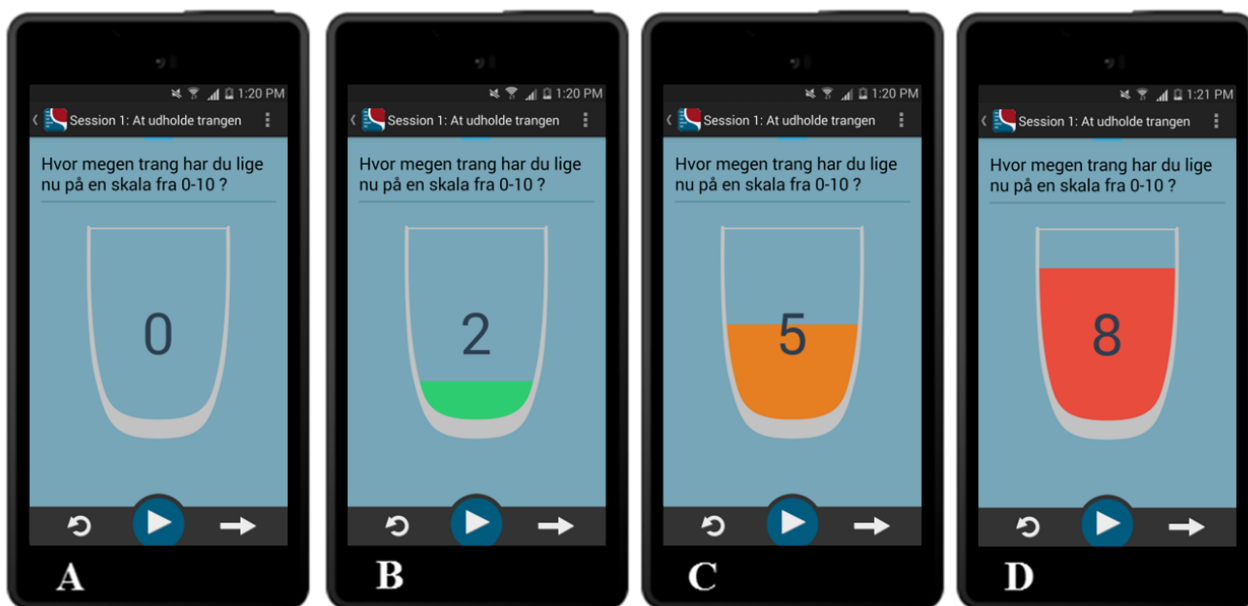 1:20 PM
Session 1: At udholde trangen
Hvor megen trang har du lige
nu på en skala fra 0-10 ?
0
A
1:20 PM
Session 1: At udholde trangen
Hvor megen trang har du lige
nu på en skala fra 0-10 ?
2
B
1:20 PM
Session 1: At udholde trangen
Hvor megen trang har du lige
nu på en skala fra 0-10 ?
5
C
1:21 PM
Session 1: At udholde trangen
Hvor megen trang har du lige
nu på en skala fra 0-10 ?
8
D